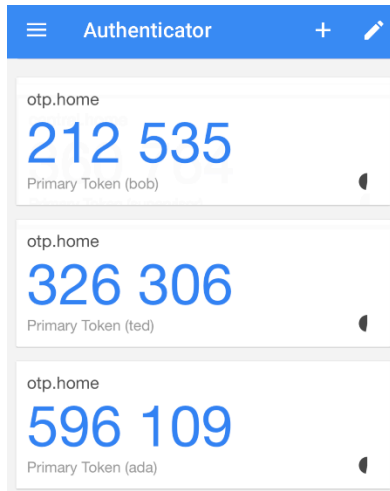 Authenticator
otp.home
212 535
Primary Token (bob)
otp.home
326 306
Primary Token (ted)
otp.home
596 109
Primary Token (ada)